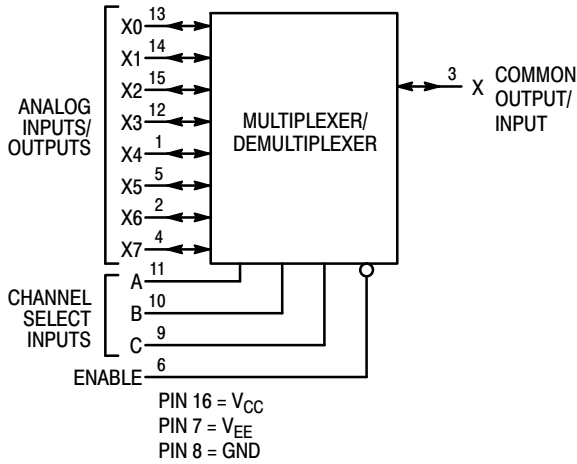 ANALOG
INPUTS/
OUTPUTS
X0 13
X1 14
X2 15
X3 12
X4 1
X5 5
X6 2
X7 4
MULTIPLEXER/
DEMULTIPLEXER
3 X COMMON
OUTPUT/
INPUT
CHANNEL
SELECT
INPUTS
A 11
B 10
C 9
ENABLE 6
PIN 16 = VCC
PIN 7 = VEE
PIN 8 = GND